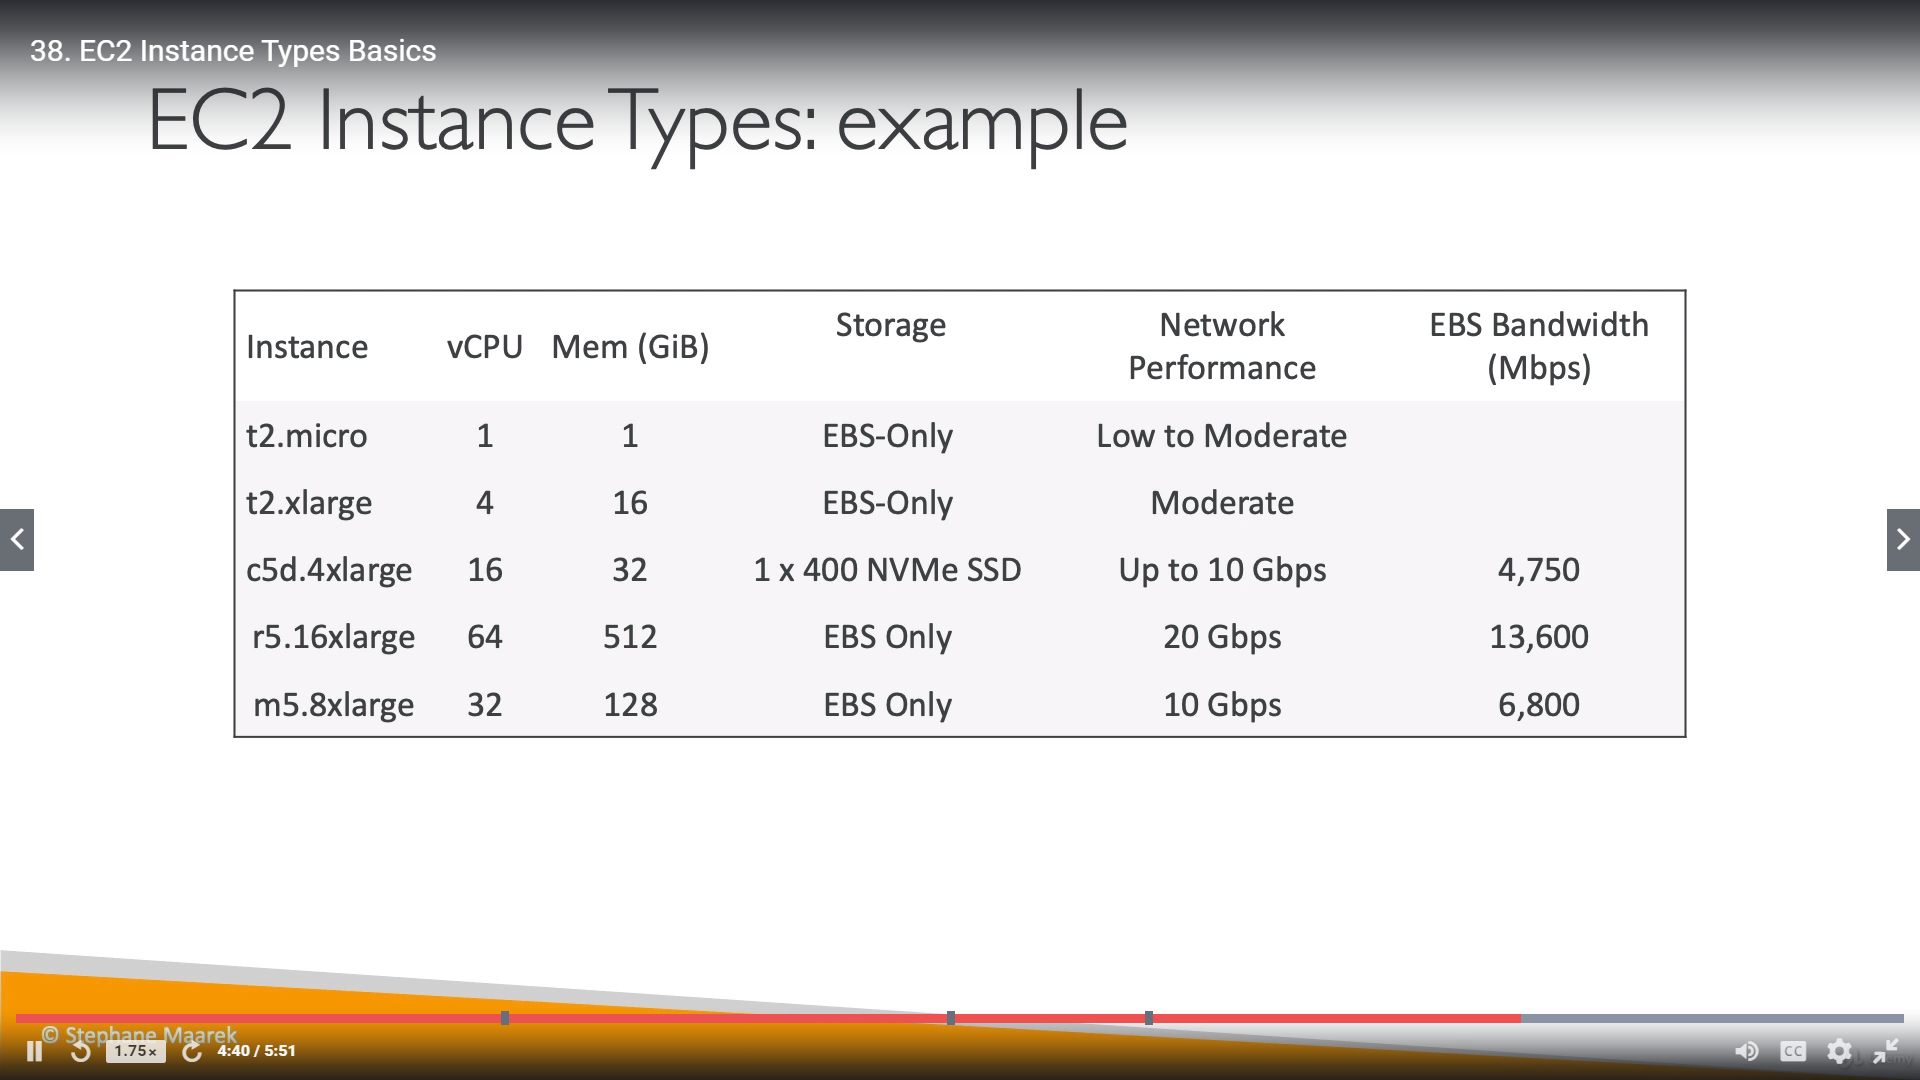 38. EC2 Instance Types Basics
EC2 Instance Types: example
Instance vCPU Mem (GiB) Storage Network Performance EBS Bandwidth (Mbps)
t2.micro 1 1 EBS-Only Low to Moderate
t2.xlarge 4 16 EBS-Only Moderate
c5d.4xlarge 16 32 1 x 400 NVMe SSD Up to 10 Gbps 4,750
r5.16xlarge 64 512 EBS Only 20 Gbps 13,600
m5.8xlarge 32 128 EBS Only 10 Gbps 6,800
© Stephane Maarek
1.75× 4:40 / 5:51 CC